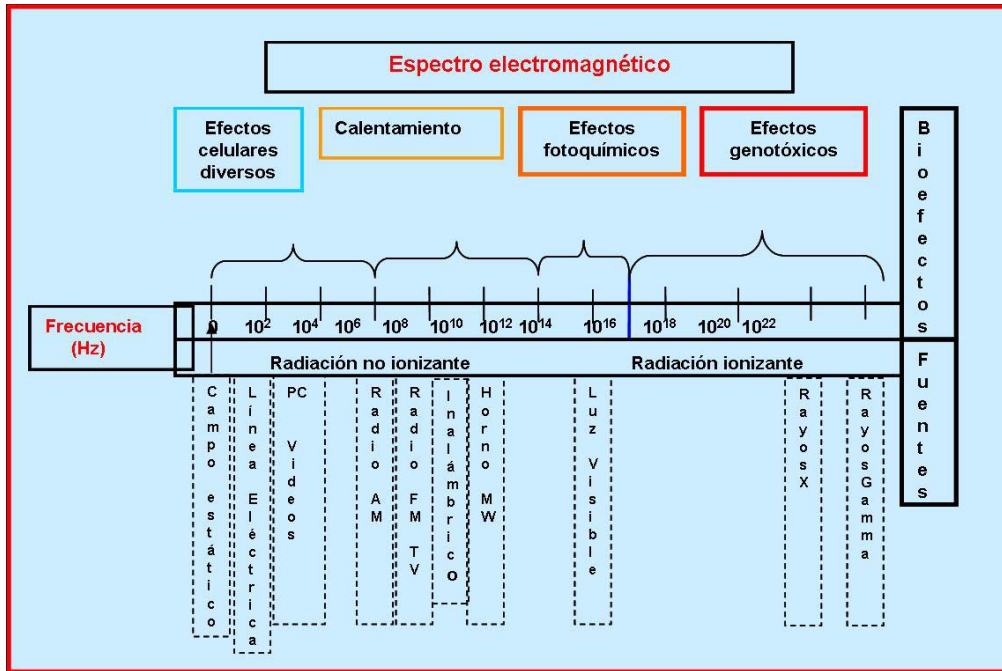 Espectro electromagnético
Efectos
celulares
diversos
Calentamiento
Efectos
fotoquímicos
Efectos
genotóxicos
Bioefectos
Frecuencia
(Hz)
0 10² 10⁴ 10⁶ 10⁸ 10¹⁰ 10¹² 10¹⁴ 10¹⁶ 10¹⁸ 10²⁰ 10²²
Radiación no ionizante
Radiación ionizante
Fuentes
Campo estático
Línea Eléctrica
PC Videos
Radio AM
Radio FM TV
Inalámbrico
Horno MW
Luz Visible
Rayos X
Rayos Gamma